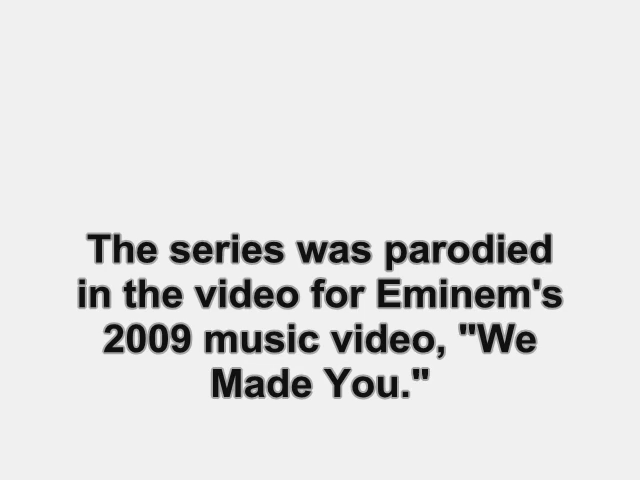 The series was parodied
in the video for Eminem's
2009 music video, "We
Made You."